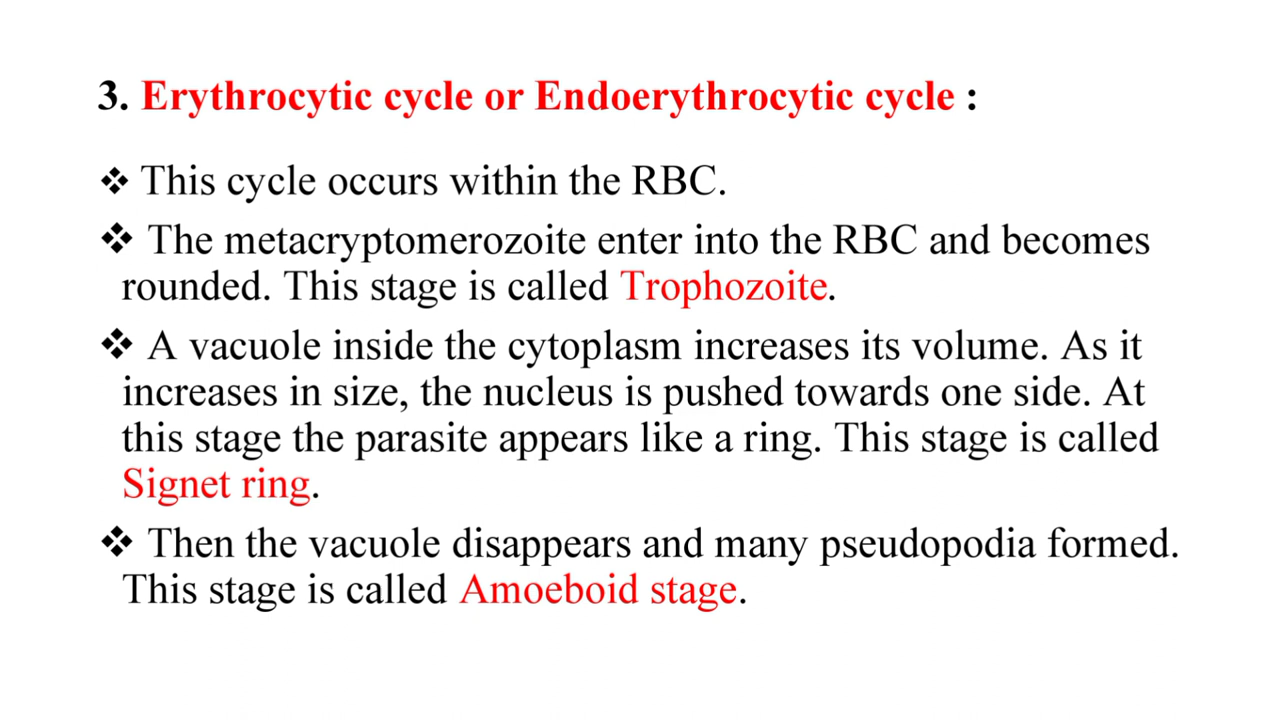 3. Erythrocytic cycle or Endoerythrocytic cycle :
❖ This cycle occurs within the RBC.
❖ The metacryptomerozoite enter into the RBC and becomes
rounded. This stage is called Trophozoite.
❖ A vacuole inside the cytoplasm increases its volume. As it
increases in size, the nucleus is pushed towards one side. At
this stage the parasite appears like a ring. This stage is called
Signet ring.
❖ Then the vacuole disappears and many pseudopodia formed.
This stage is called Amoeboid stage.